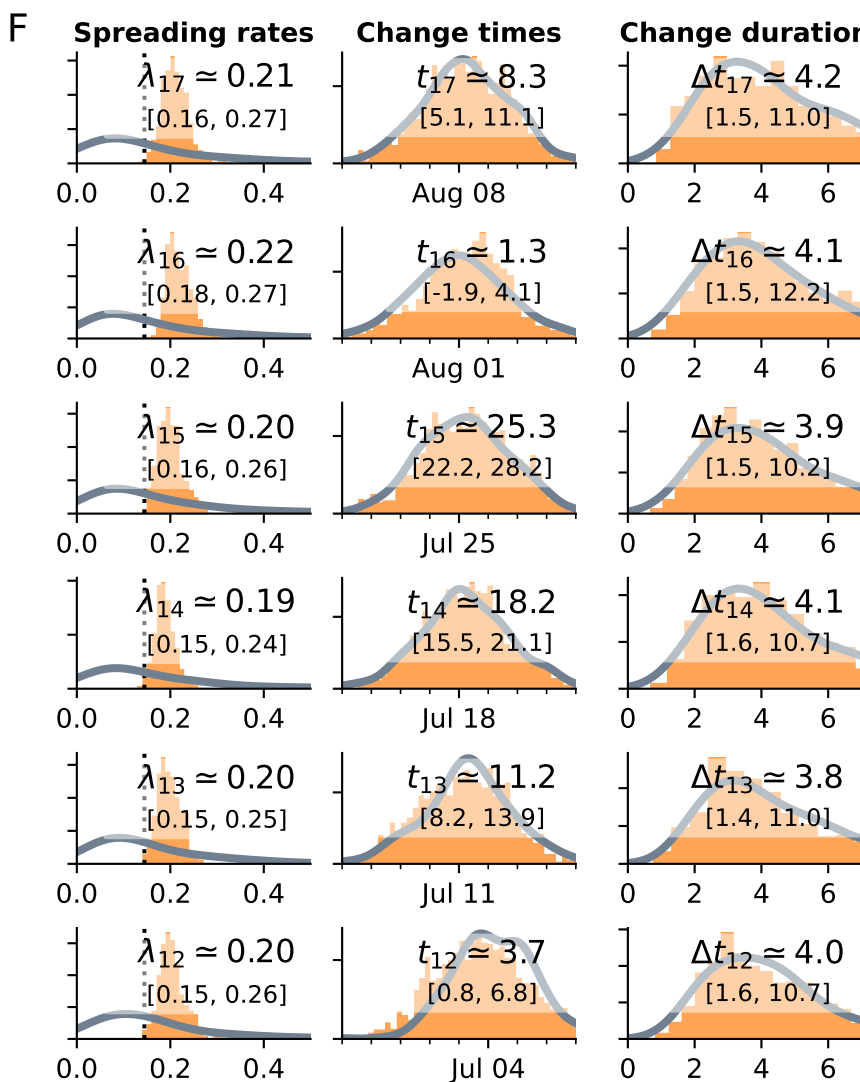 F
Spreading rates Change times Change duration
λ17 ≃ 0.21 t17 ≃ 8.3 Δt17 ≃ 4.2
[0.16, 0.27] [5.1, 11.1] [1.5, 11.0]
0.0 0.2 0.4 Aug 08 0 2 4 6
λ16 ≃ 0.22 t16 ≃ 1.3 Δt16 ≃ 4.1
[0.18, 0.27] [-1.9, 4.1] [1.5, 12.2]
0.0 0.2 0.4 Aug 01 0 2 4 6
λ15 ≃ 0.20 t15 ≃ 25.3 Δt15 ≃ 3.9
[0.16, 0.26] [22.2, 28.2] [1.5, 10.2]
0.0 0.2 0.4 Jul 25 0 2 4 6
λ14 ≃ 0.19 t14 ≃ 18.2 Δt14 ≃ 4.1
[0.15, 0.24] [15.5, 21.1] [1.6, 10.7]
0.0 0.2 0.4 Jul 18 0 2 4 6
λ13 ≃ 0.20 t13 ≃ 11.2 Δt13 ≃ 3.8
[0.15, 0.25] [8.2, 13.9] [1.4, 11.0]
0.0 0.2 0.4 Jul 11 0 2 4 6
λ12 ≃ 0.20 t12 ≃ 3.7 Δt12 ≃ 4.0
[0.15, 0.26] [0.8, 6.8] [1.6, 10.7]
0.0 0.2 0.4 Jul 04 0 2 4 6